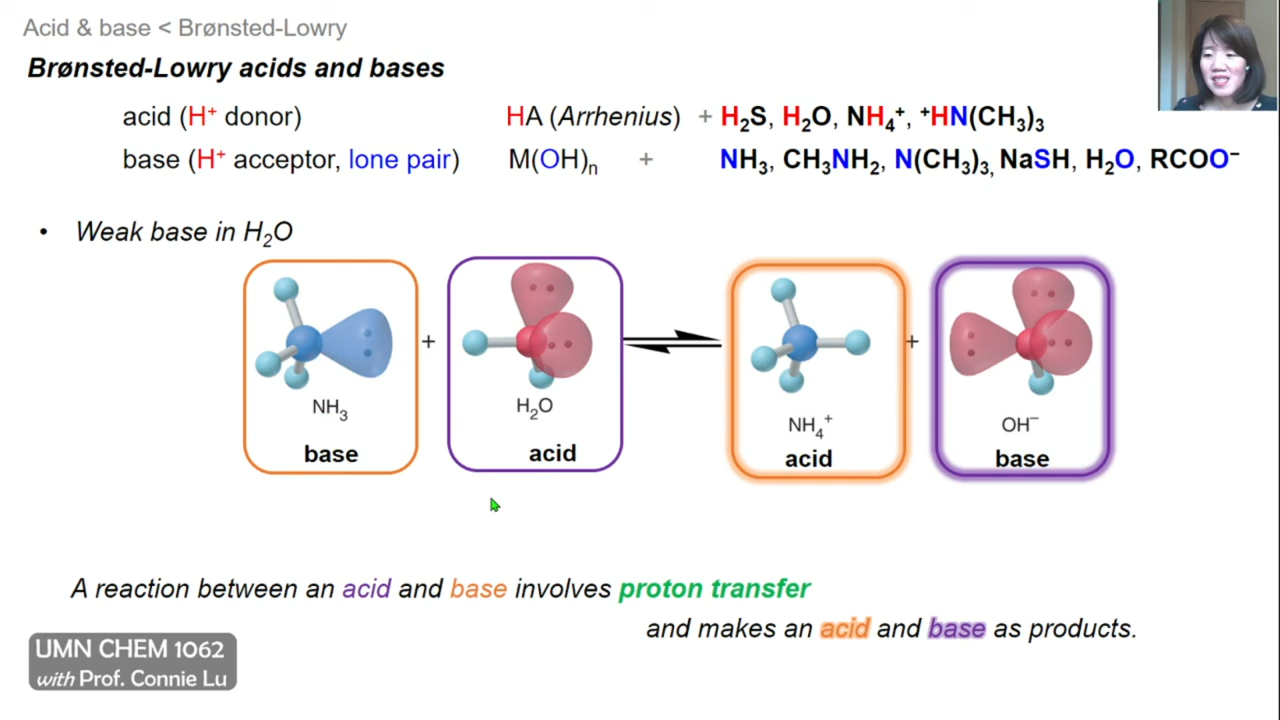 Acid & base < Brønsted-Lowry
Brønsted-Lowry acids and bases
acid (H⁺ donor) HA (Arrhenius) + H₂S, H₂O, NH₄⁺, ⁺HN(CH₃)₃
base (H⁺ acceptor, lone pair) M(OH)ₙ + NH₃, CH₃NH₂, N(CH₃)₃, NaSH, H₂O, RCOO⁻
• Weak base in H₂O
+ +
NH₃ H₂O NH₄⁺ OH⁻
base acid acid base
A reaction between an acid and base involves proton transfer
and makes an acid and base as products.
UMN CHEM 1062
with Prof. Connie Lu